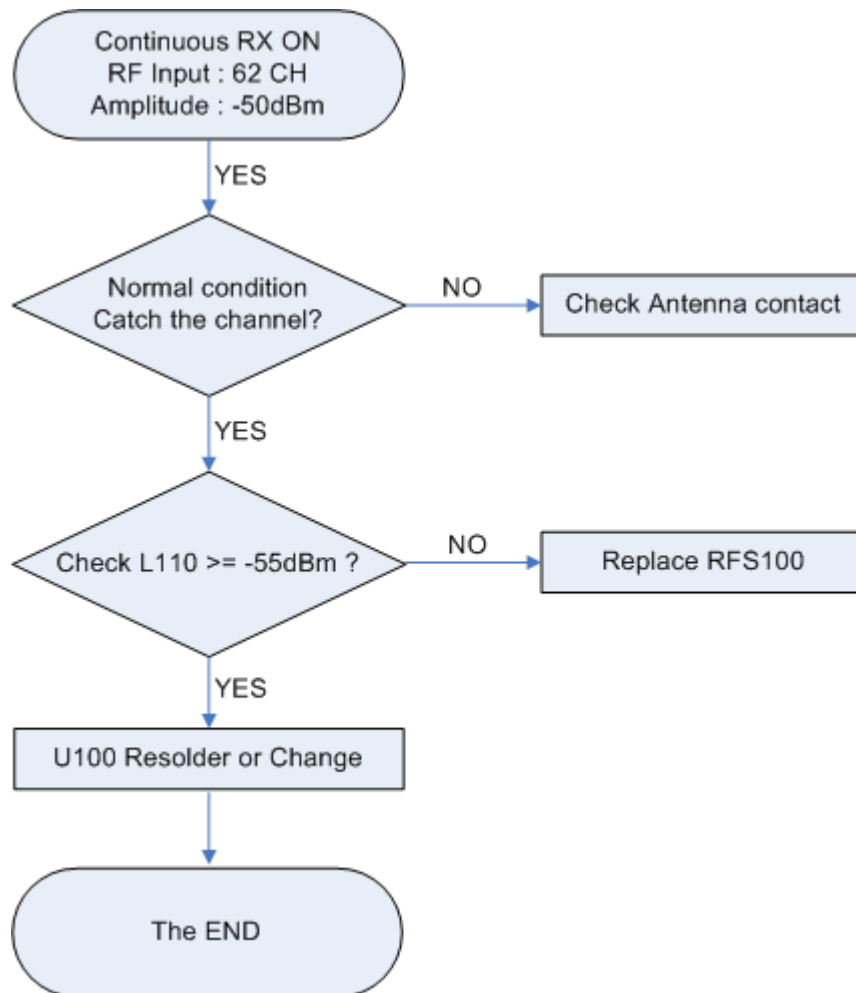 Continuous RX ON
RF Input : 62 CH
Amplitude : -50dBm
YES
Normal condition
Catch the channel?
NO
Check Antenna contact
YES
Check L110 >= -55dBm ?
NO
Replace RFS100
YES
U100 Resolder or Change
The END